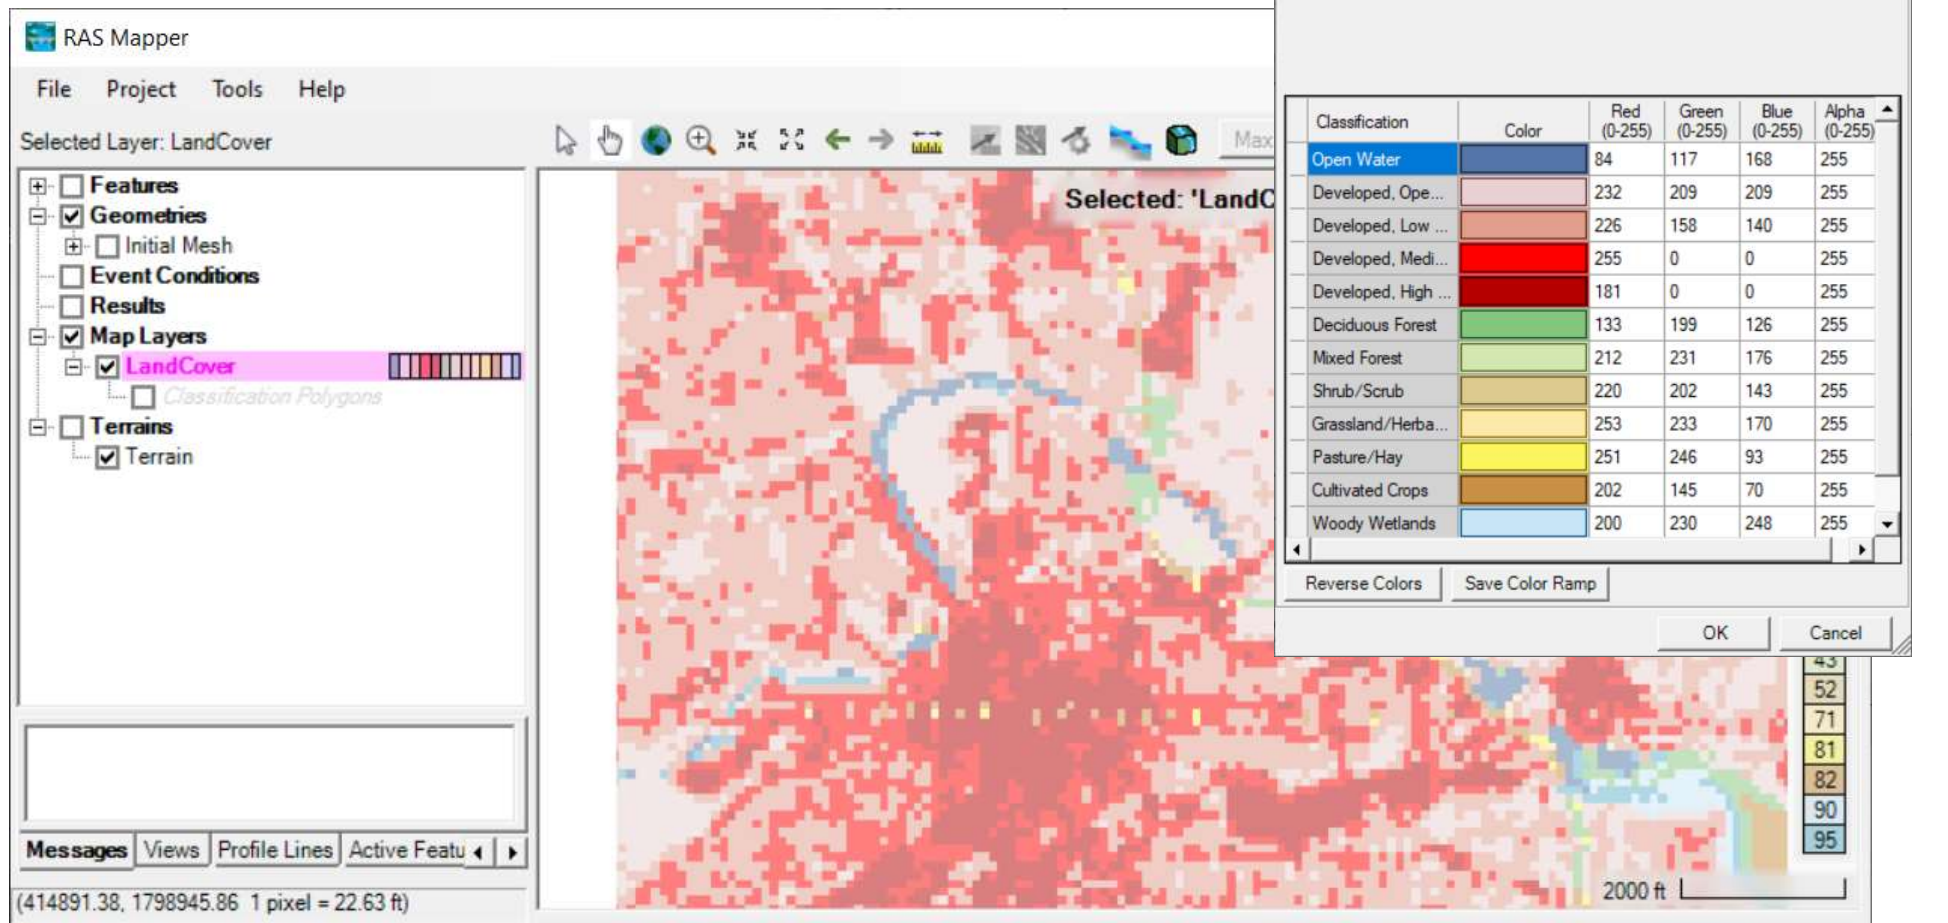 RAS Mapper
File Project Tools Help
Selected Layer: LandCover
Max
Features
Geometries
Initial Mesh
Event Conditions
Results
Map Layers
LandCover
Classification Polygons
Terrains
Terrain
Messages Views Profile Lines Active Featu
(414891.38, 1798945.86 1 pixel = 22.63 ft)
Selected: 'LandC
Classification Color Red (0-255) Green (0-255) Blue (0-255) Alpha (0-255)
Open Water 84 117 168 255
Developed, Ope... 232 209 209 255
Developed, Low ... 226 158 140 255
Developed, Medi... 255 0 0 255
Developed, High ... 181 0 0 255
Deciduous Forest 133 199 126 255
Mixed Forest 212 231 176 255
Shrub/Scrub 220 202 143 255
Grassland/Herba... 253 233 170 255
Pasture/Hay 251 246 93 255
Cultivated Crops 202 145 70 255
Woody Wetlands 200 230 248 255
Reverse Colors Save Color Ramp
OK Cancel
43
52
71
81
82
90
95
2000 ft